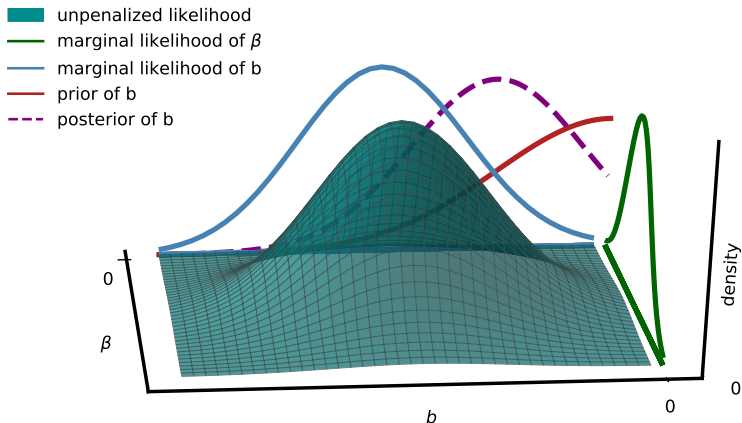 unpenalized likelihood
marginal likelihood of β
marginal likelihood of b
prior of b
posterior of b
0
β
b
0
0
density